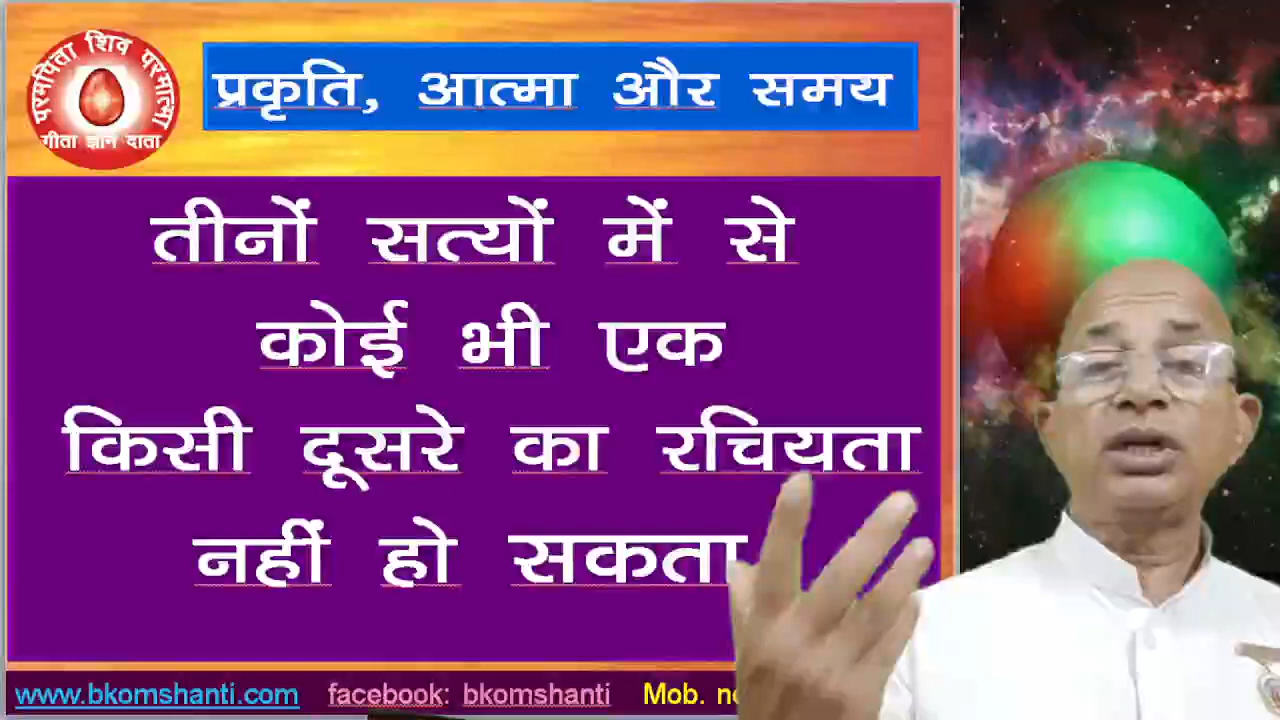 परमपिता शिव परमात्मा
गीता ज्ञान दाता
प्रकृति, आत्मा और समय
तीनों सत्यों में से
कोई भी एक
किसी दूसरे का रचियता
नहीं हो सकता
www.bkomshanti.com facebook: bkomshanti Mob.